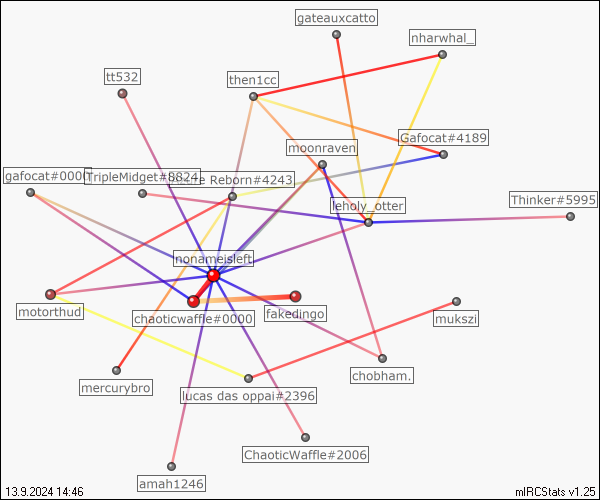 gateauxcatto
nharwhal_
tt532
then1cc
Gafocat#4189
moonraven
gafocat#0000
TripleMidget#8824
Reborn#4243
leholy_otter
Thinker#5995
nonameisleft
motorthud
chaoticwaffle#0000
fakedingo
mukszi
mercurybro
chobham.
lucas das oppai#2396
ChaoticWaffle#2006
amah1246
13.9.2024 14:46
mIRCStats v1.25